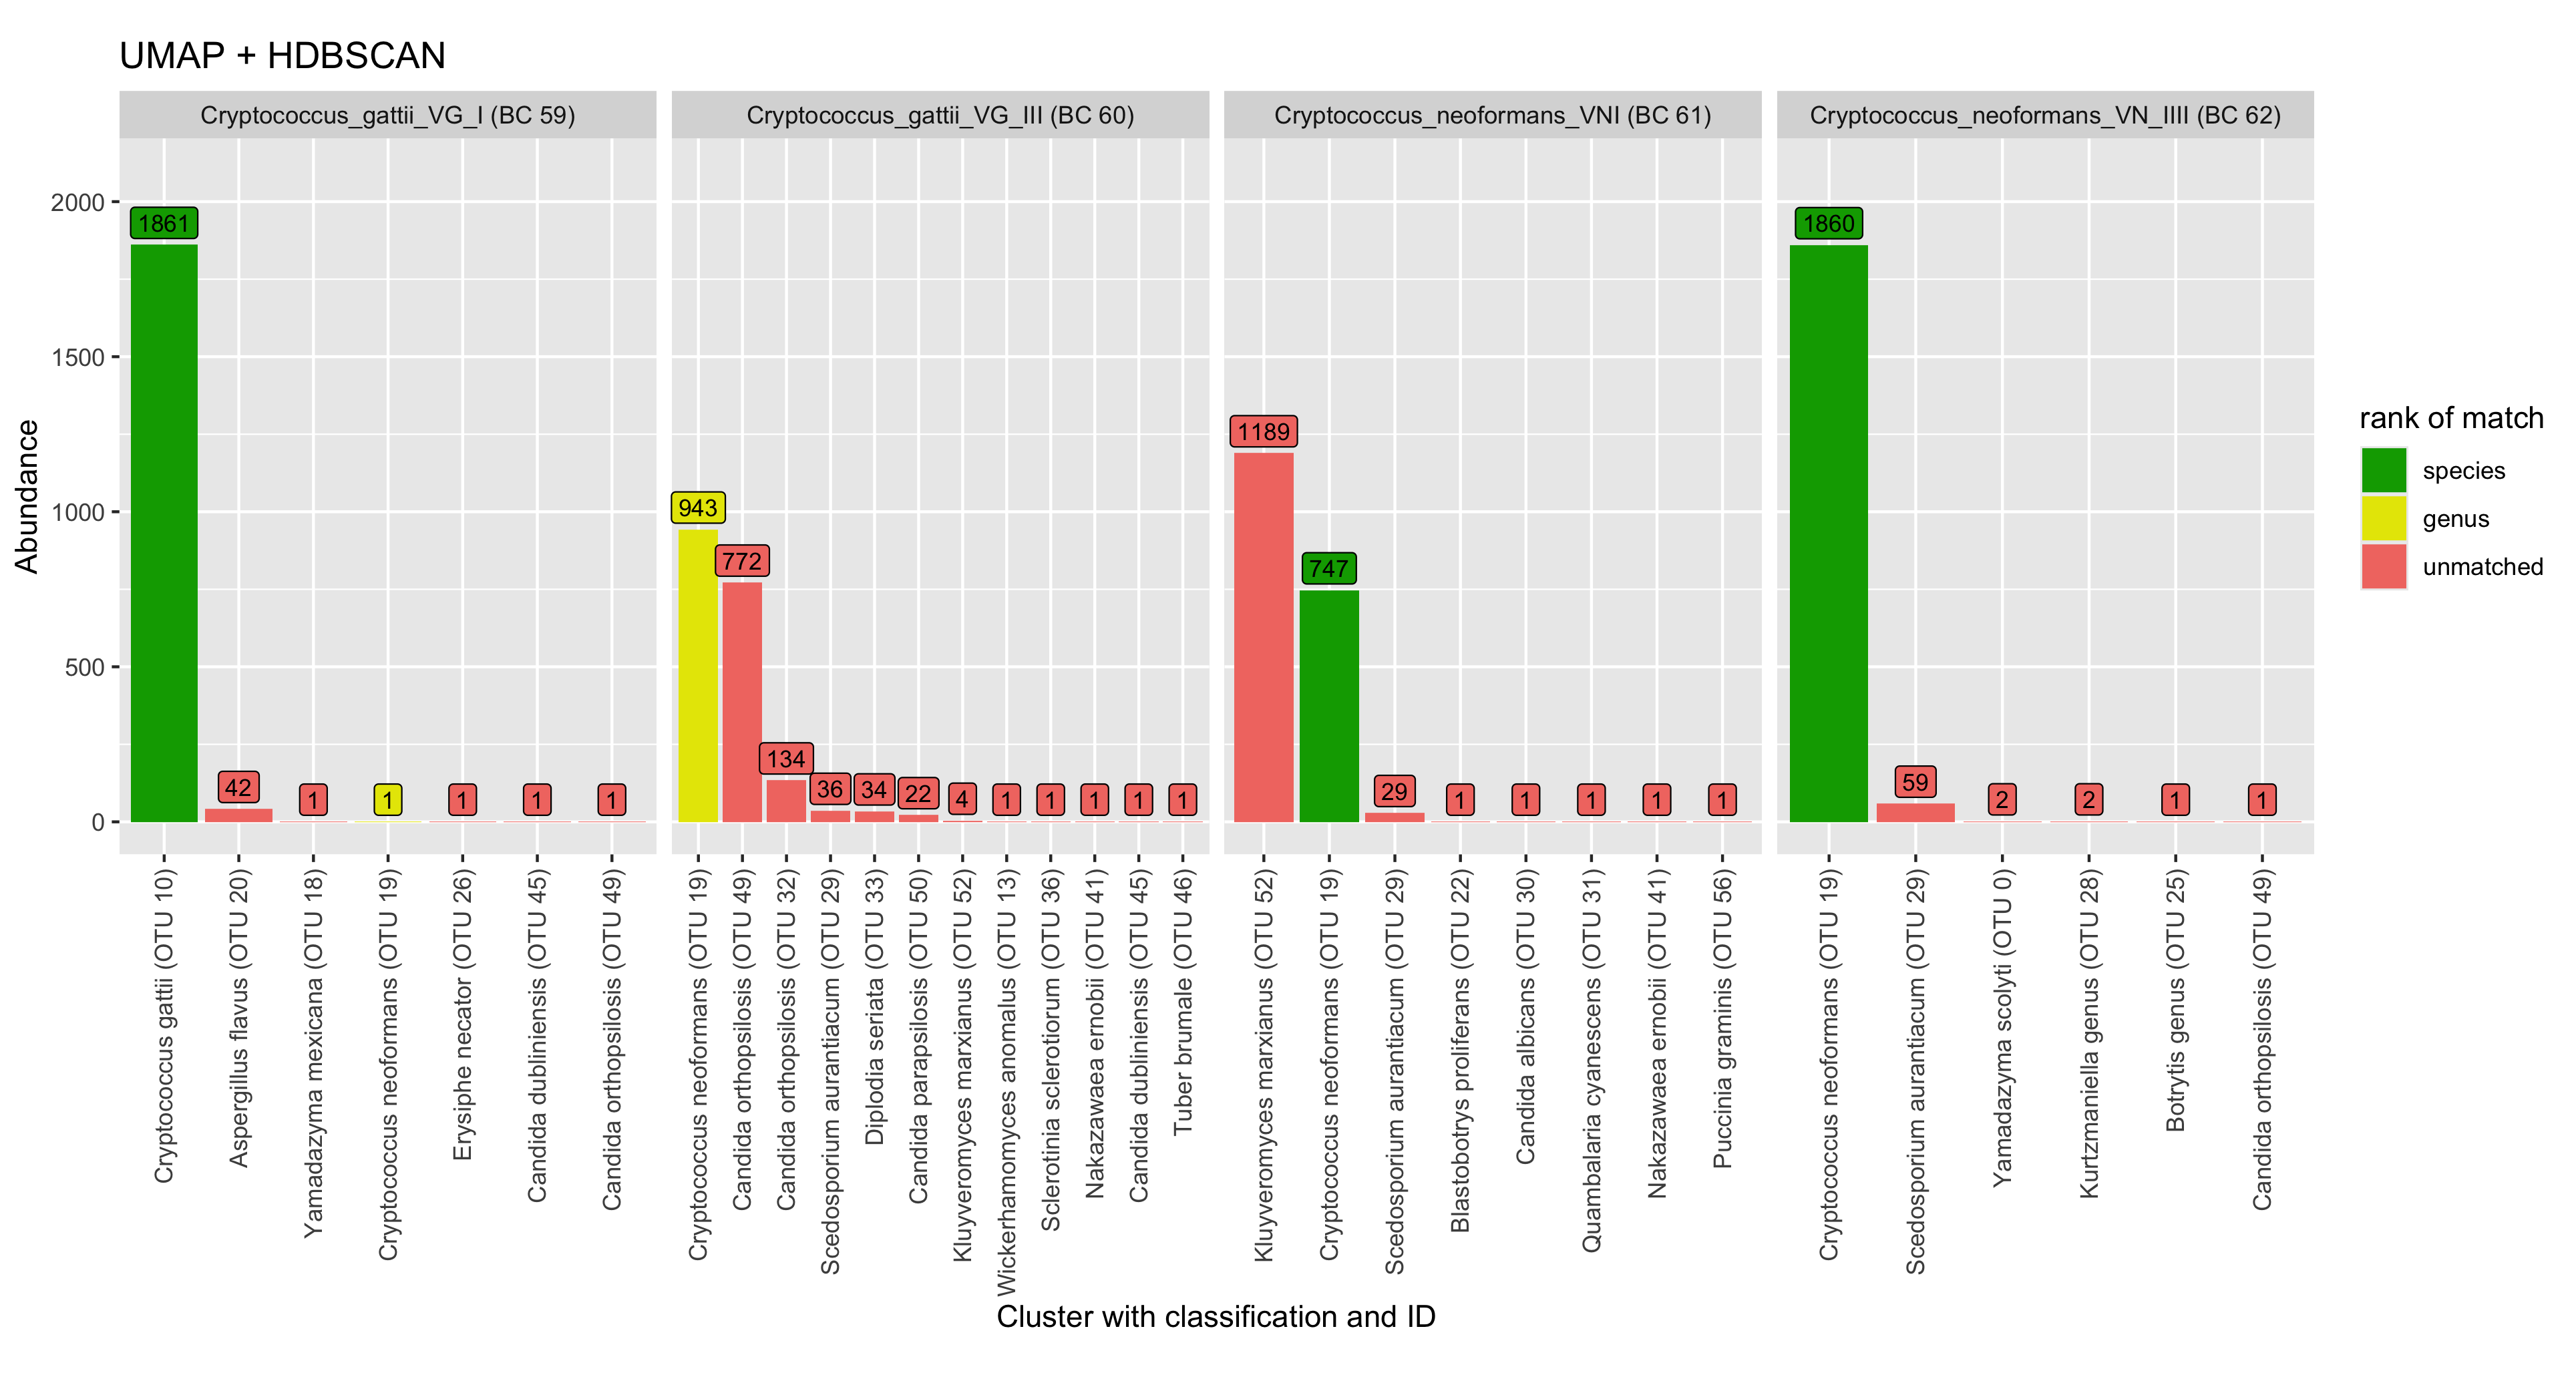 UMAP + HDBSCAN
Cryptococcus_gattii_VG_I (BC 59)
Cryptococcus_gattii_VG_III (BC 60)
Cryptococcus_neoformans_VNI (BC 61)
Cryptococcus_neoformans_VN_IIII (BC 62)
Abundance
2000
1500
1000
500
0
1861
42
1
1
1
1
1
943
772
134
36
34
22
4
1
1
1
1
1
1189
747
29
1
1
1
1
1
1860
59
2
2
1
1
Cryptococcus gattii (OTU 10)
Aspergillus flavus (OTU 20)
Yamadazyma mexicana (OTU 18)
Cryptococcus neoformans (OTU 19)
Erysiphe necator (OTU 26)
Candida dubliniensis (OTU 45)
Candida orthopsilosis (OTU 49)
Cryptococcus neoformans (OTU 19)
Candida orthopsilosis (OTU 49)
Candida orthopsilosis (OTU 32)
Scedosporium aurantiacum (OTU 29)
Diplodia seriata (OTU 33)
Candida parapsilosis (OTU 50)
Kluyveromyces marxianus (OTU 52)
Wickerhamomyces anomalus (OTU 13)
Sclerotinia sclerotiorum (OTU 36)
Nakazawaea ernobii (OTU 41)
Candida dubliniensis (OTU 45)
Tuber brumale (OTU 46)
Kluyveromyces marxianus (OTU 52)
Cryptococcus neoformans (OTU 19)
Scedosporium aurantiacum (OTU 29)
Blastobotrys proliferans (OTU 22)
Candida albicans (OTU 30)
Quambalaria cyanescens (OTU 31)
Nakazawaea ernobii (OTU 41)
Puccinia graminis (OTU 56)
Cryptococcus neoformans (OTU 19)
Scedosporium aurantiacum (OTU 29)
Yamadazyma scolyti (OTU 0)
Kurtzmaniella genus (OTU 28)
Botrytis genus (OTU 25)
Candida orthopsilosis (OTU 49)
Cluster with classification and ID
rank of match
species
genus
unmatched